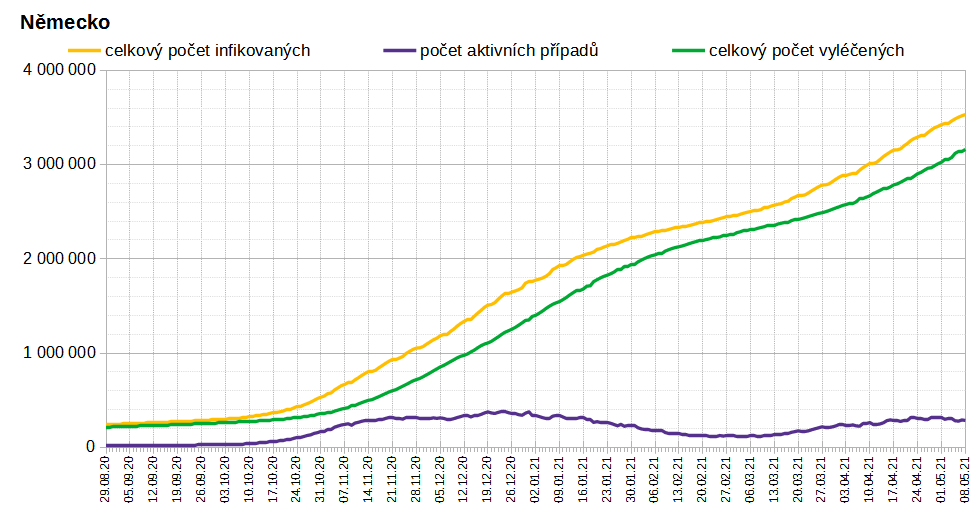 Německo
celkový počet infikovaných počet aktivních případů celkový počet vyléčených
4 000 000
3 000 000
2 000 000
1 000 000
0
29.08.20 05.09.20 12.09.20 19.09.20 26.09.20 03.10.20 10.10.20 17.10.20 24.10.20 31.10.20 07.11.20 14.11.20 21.11.20 28.11.20 05.12.20 12.12.20 19.12.20 26.12.20 02.01.21 09.01.21 16.01.21 23.01.21 30.01.21 06.02.21 13.02.21 20.02.21 27.02.21 06.03.21 13.03.21 20.03.21 27.03.21 03.04.21 10.04.21 17.04.21 24.04.21 01.05.21 08.05.21